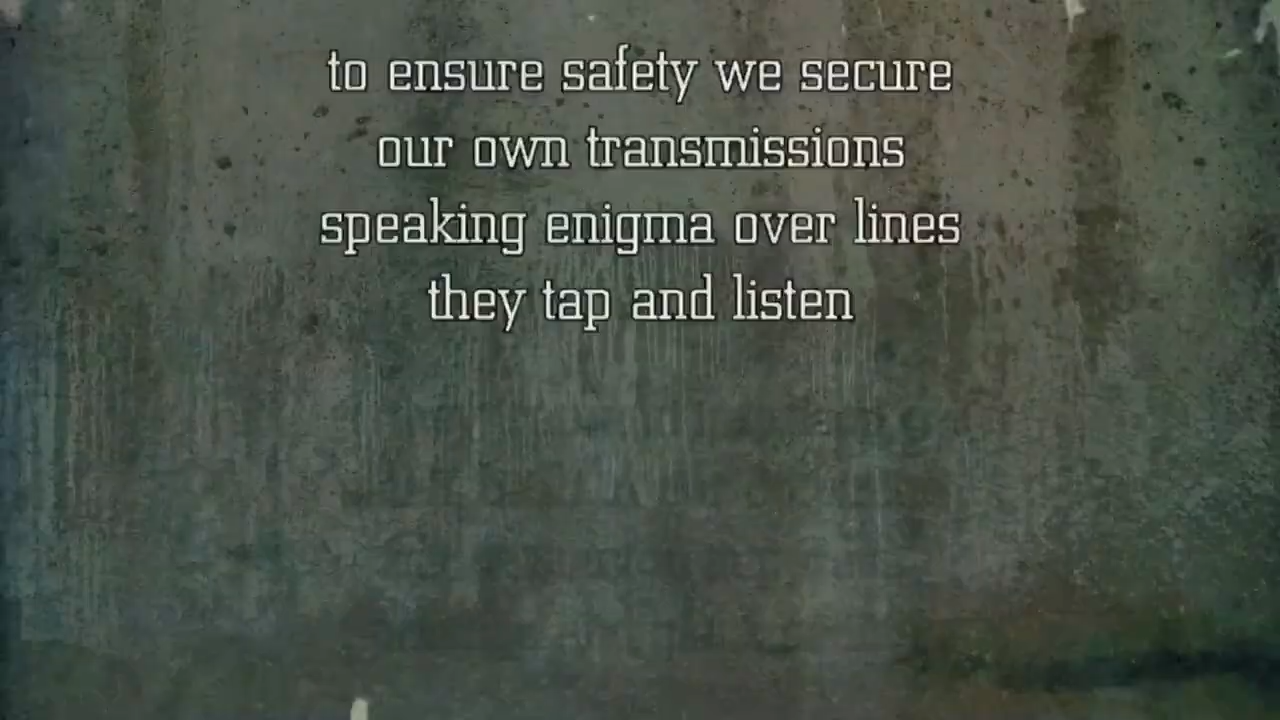 to ensure safety we secure
our own transmissions
speaking enigma over lines
they tap and listen